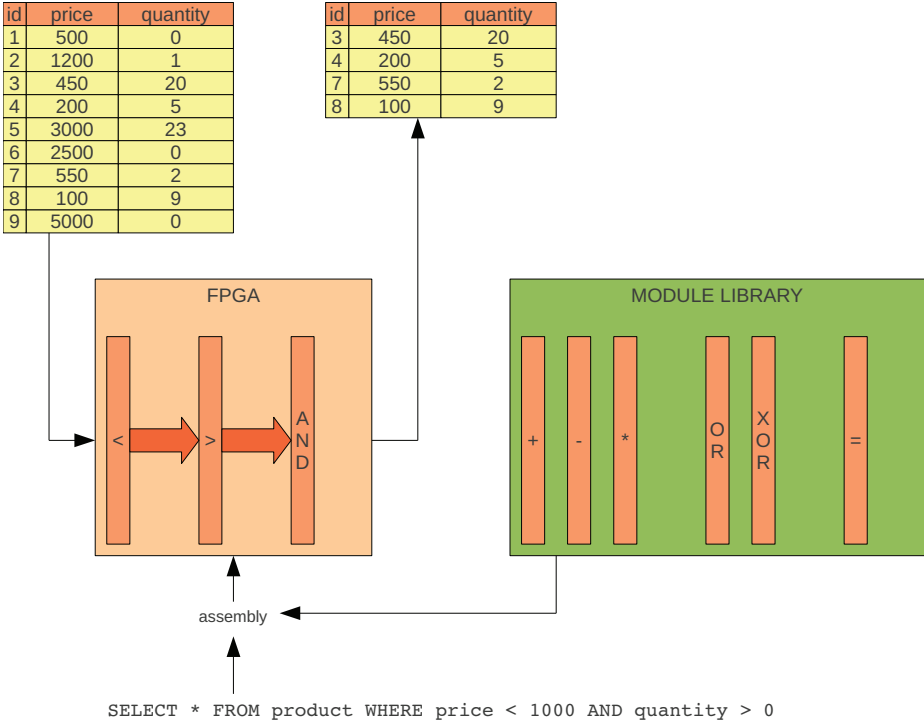 id price quantity
1 500 0
2 1200 1
3 450 20
4 200 5
5 3000 23
6 2500 0
7 550 2
8 100 9
9 5000 0
id price quantity
3 450 20
4 200 5
7 550 2
8 100 9
FPGA
< > AND
MODULE LIBRARY
+ - * OR XOR =
assembly
SELECT * FROM product WHERE price < 1000 AND quantity > 0